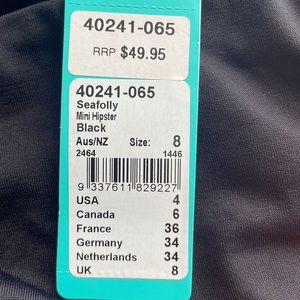 40241-065
RRP $49.95
40241-065
Seafolly
Mini Hipster
Black
Aus/NZ Size: 8
2464 1446
9 337611 829227
USA 4
Canada 6
France 36
Germany 34
Netherlands 34
UK 8